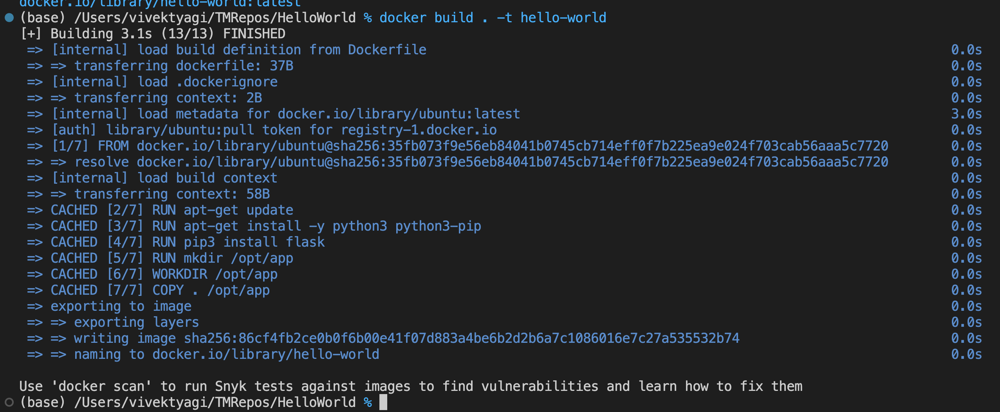 docker.io/library/hello-world:latest
(base) /Users/vivektyagi/TMRepos/HelloWorld % docker build . -t hello-world
[+] Building 3.1s (13/13) FINISHED
=> [internal] load build definition from Dockerfile 0.0s
=> => transferring dockerfile: 37B 0.0s
=> [internal] load .dockerignore 0.0s
=> => transferring context: 2B 0.0s
=> [internal] load metadata for docker.io/library/ubuntu:latest 3.0s
=> [auth] library/ubuntu:pull token for registry-1.docker.io 0.0s
=> [1/7] FROM docker.io/library/ubuntu@sha256:35fb073f9e56eb84041b0745cb714eff0f7b225ea9e024f703cab56aaa5c7720 0.0s
=> => resolve docker.io/library/ubuntu@sha256:35fb073f9e56eb84041b0745cb714eff0f7b225ea9e024f703cab56aaa5c7720 0.0s
=> [internal] load build context 0.0s
=> => transferring context: 58B 0.0s
=> CACHED [2/7] RUN apt-get update 0.0s
=> CACHED [3/7] RUN apt-get install -y python3 python3-pip 0.0s
=> CACHED [4/7] RUN pip3 install flask 0.0s
=> CACHED [5/7] RUN mkdir /opt/app 0.0s
=> CACHED [6/7] WORKDIR /opt/app 0.0s
=> CACHED [7/7] COPY . /opt/app 0.0s
=> exporting to image 0.0s
=> => exporting layers 0.0s
=> => writing image sha256:86cf4fb2ce0b0f6b00e41f07d883a4be6b2d2b6a7c1086016e7c27a535532b74 0.0s
=> => naming to docker.io/library/hello-world 0.0s
Use 'docker scan' to run Snyk tests against images to find vulnerabilities and learn how to fix them
(base) /Users/vivektyagi/TMRepos/HelloWorld %